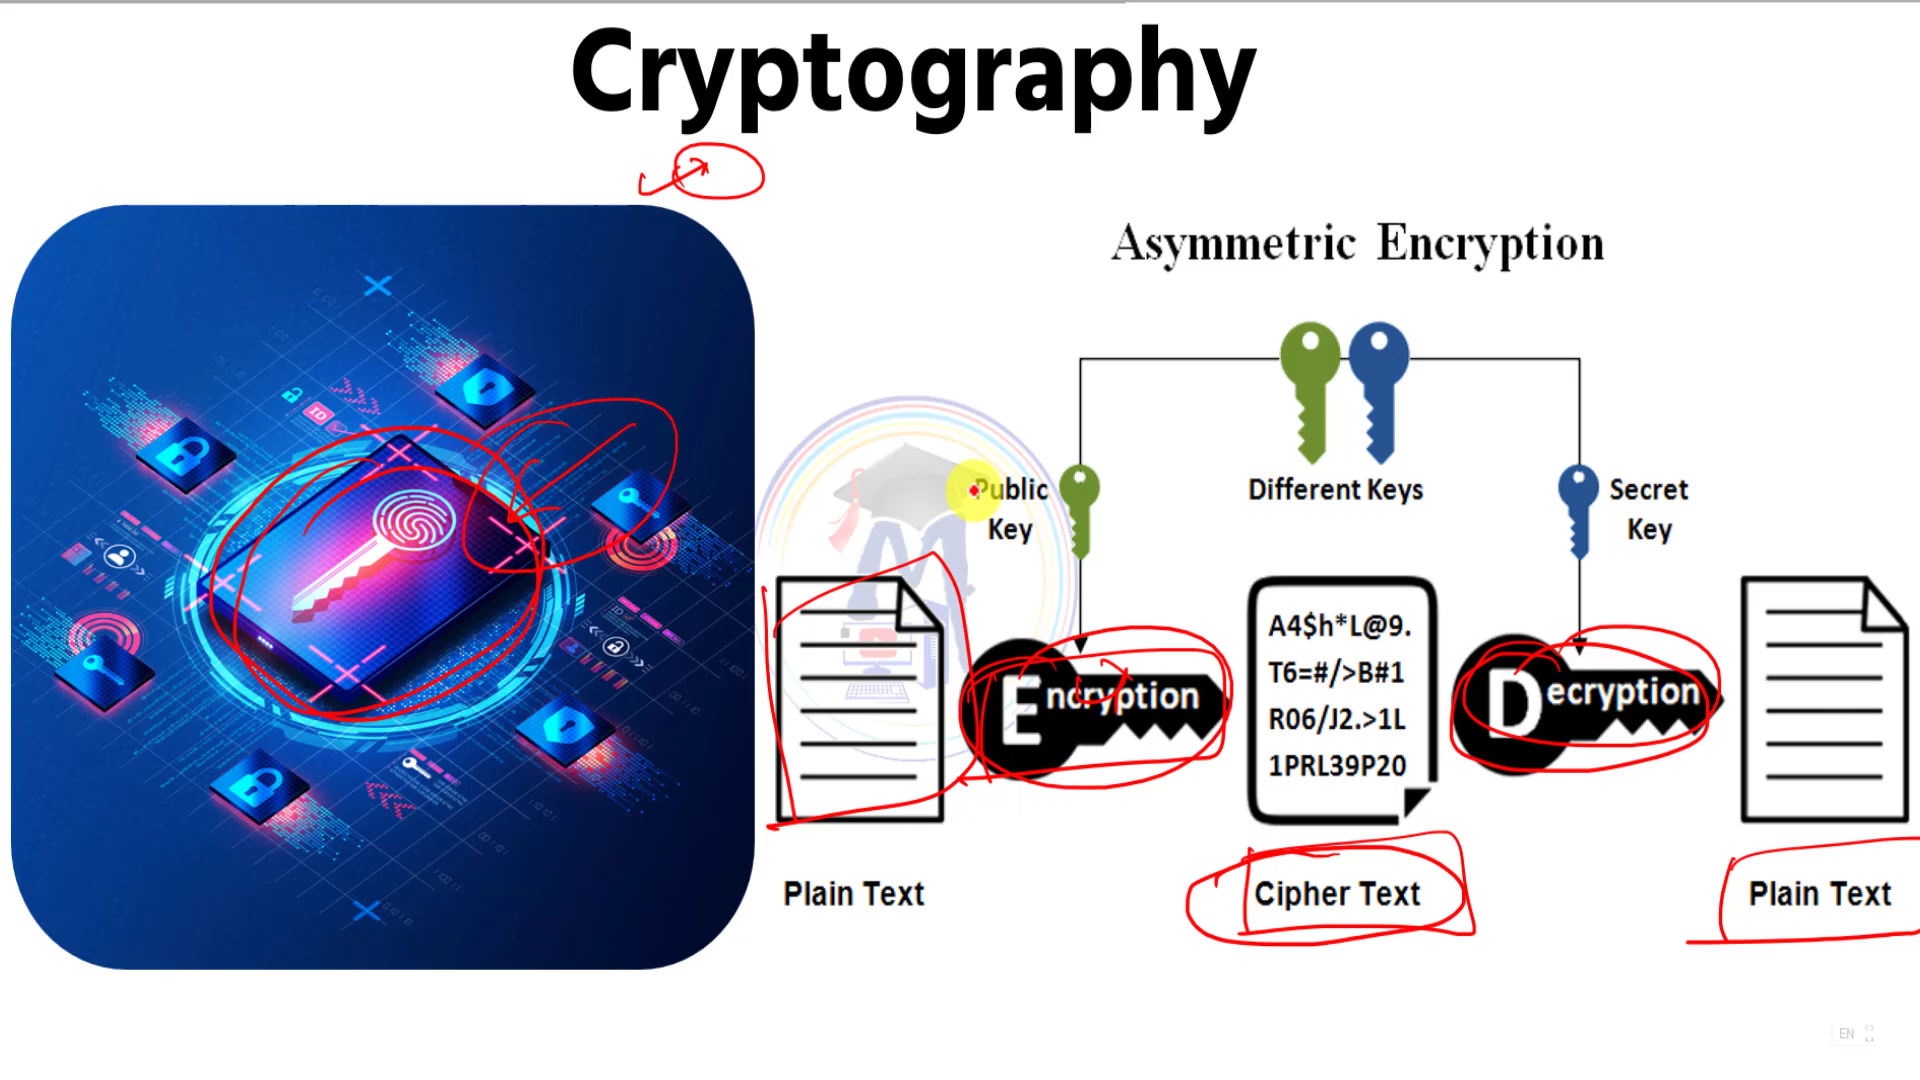 Cryptography
Asymmetric Encryption
Public
Key
Different Keys
Secret
Key
A4$h*L@9.
T6=#/>B#1
R06/J2.>1L
1PRL39P20
Encryption
Decryption
Plain Text
Cipher Text
Plain Text
ID
EN